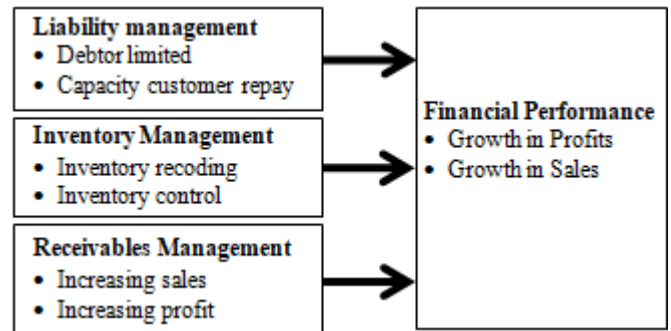 Liability management
• Debtor limited
• Capacity customer repay
Inventory Management
• Inventory recoding
• Inventory control
Receivables Management
• Increasing sales
• Increasing profit
Financial Performance
• Growth in Profits
• Growth in Sales